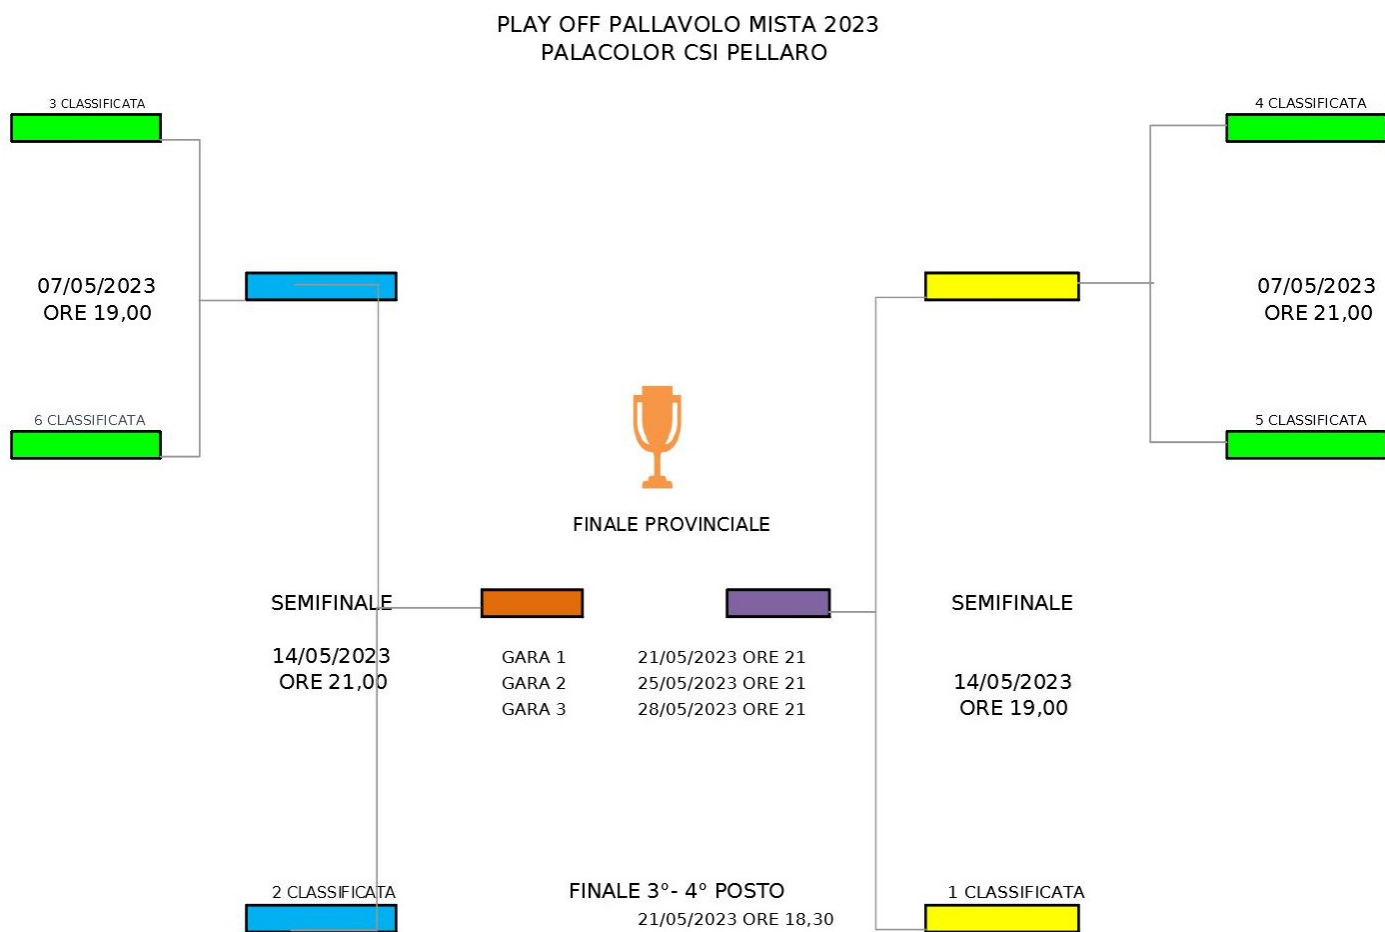 PLAY OFF PALLAVOLO MISTA 2023
PALACOLOR CSI PELLARO
3 CLASSIFICATA
4 CLASSIFICATA
07/05/2023
ORE 19,00
07/05/2023
ORE 21,00
6 CLASSIFICATA
5 CLASSIFICATA
FINALE PROVINCIALE
SEMIFINALE
14/05/2023
ORE 21,00
GARA 1 21/05/2023 ORE 21
GARA 2 25/05/2023 ORE 21
GARA 3 28/05/2023 ORE 21
SEMIFINALE
14/05/2023
ORE 19,00
2 CLASSIFICATA
FINALE 3°- 4° POSTO
21/05/2023 ORE 18,30
1 CLASSIFICATA